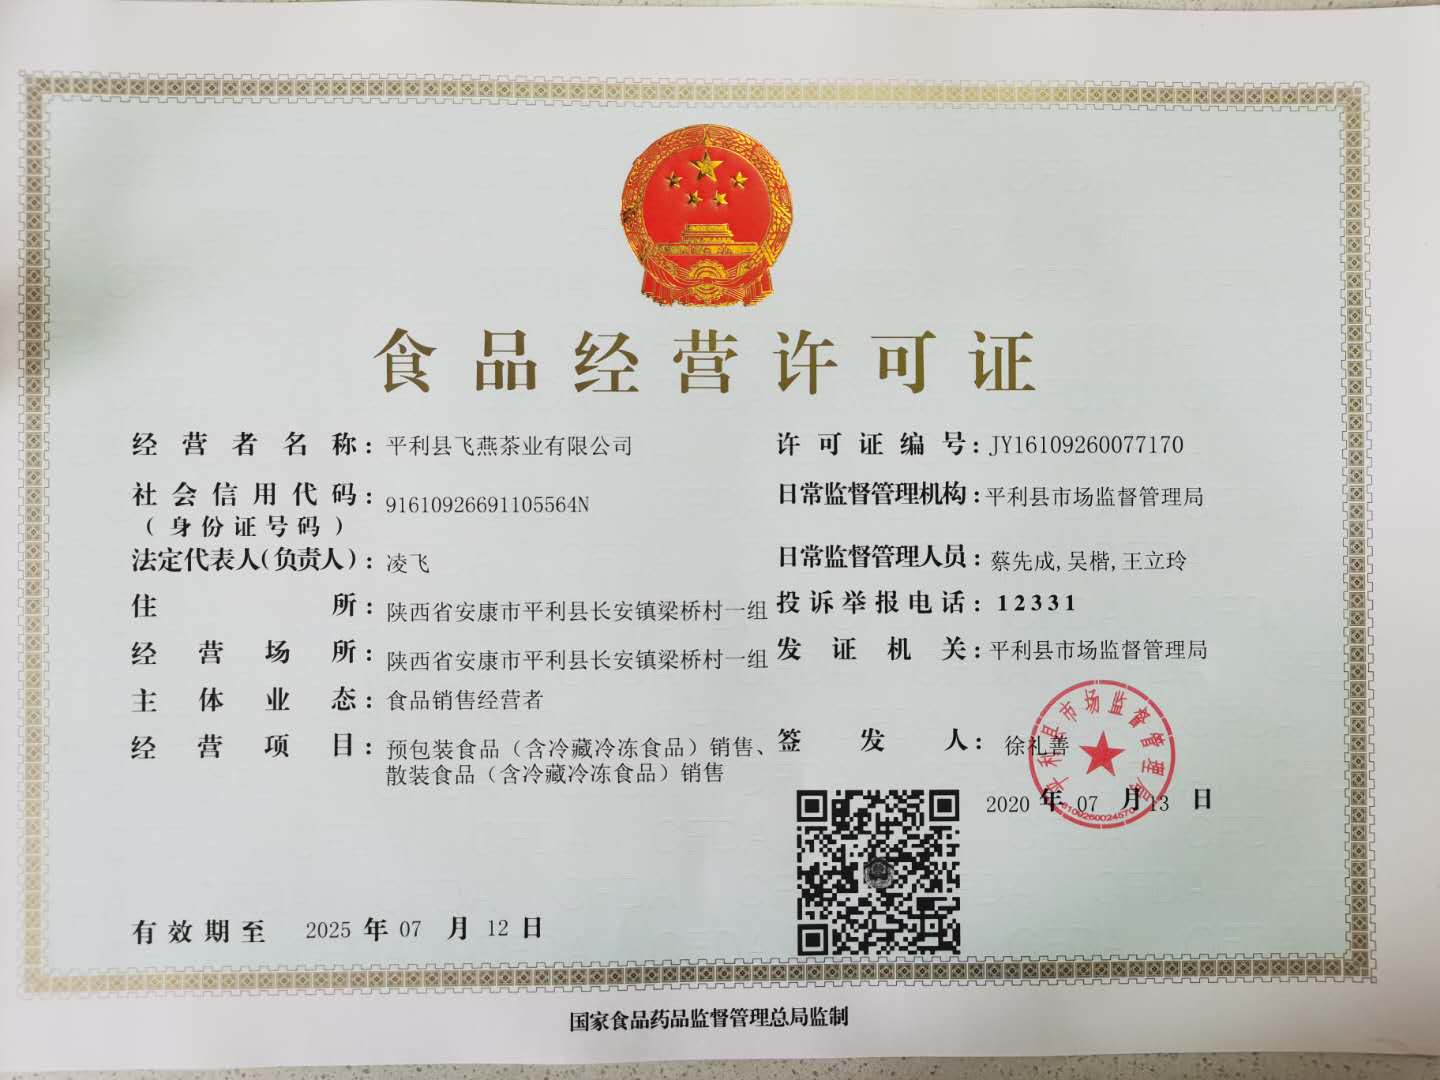 食品经营许可证
经营者名称：平利县飞燕茶业有限公司
社会信用代码：91610926691105564N
（身份证号码）
法定代表人(负责人)：凌飞
住所：陕西省安康市平利县长安镇梁桥村一组
经营场所：陕西省安康市平利县长安镇梁桥村一组
主体业态：食品销售经营者
经营项目：预包装食品（含冷藏冷冻食品）销售、
散装食品（含冷藏冷冻食品）销售
许可证编号：JY16109260077170
日常监督管理机构：平利县市场监督管理局
日常监督管理人员：蔡先成,吴楷,王立玲
投诉举报电话：12331
发证机关：平利县市场监督管理局
签发人：徐礼善
平利县市场监督管理局
6109260024570
2020年07月13日
有效期至 2025年07月12日
国家食品药品监督管理总局监制